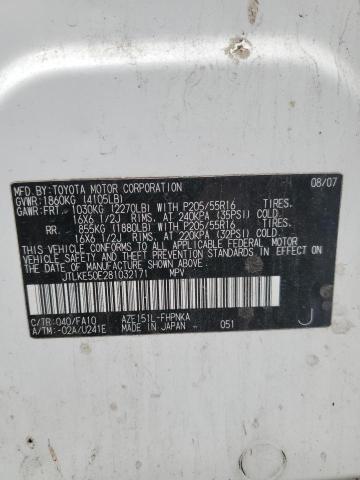 MFD. BY: TOYOTA MOTOR CORPORATION 08/07
GVWR: 1860KG (4105LB)
GAWR: FRT. 1030KG (2270LB) WITH P205/55R16 TIRES.
16X6 1/2J RIMS, AT 240KPA (35PSI) COLD.
RR. 855KG (1880LB) WITH P205/55R16 TIRES.
16X6 1/2J RIMS, AT 220KPA (32PSI) COLD.
THIS VEHICLE CONFORMS TO ALL APPLICABLE FEDERAL MOTOR
VEHICLE SAFETY AND BUMPER STANDARDS IN EFFECT ON THE
DATE OF MANUFACTURE SHOWN ABOVE.
JTLKE50E281032171 MPV
C/TR: 040/FA10 AZE151L-FHPNKA
A/TM: -02A/U241E MADE IN JAPAN 051 J